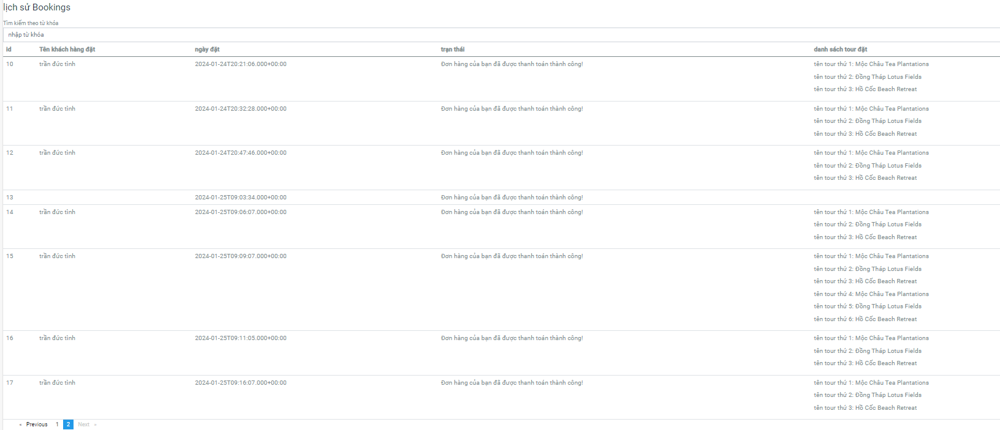 lịch sử Bookings
Tìm kiếm theo từ khóa
nhập từ khóa
id Tên khách hàng đặt ngày đặt trạn thái danh sách tour đặt
10 trần đức tình 2024-01-24T20:21:06.000+00:00 Đơn hàng của bạn đã được thanh toán thành công! tên tour thứ 1: Mộc Châu Tea Plantations
tên tour thứ 2: Đồng Tháp Lotus Fields
tên tour thứ 3: Hồ Cốc Beach Retreat
11 trần đức tình 2024-01-24T20:32:28.000+00:00 Đơn hàng của bạn đã được thanh toán thành công! tên tour thứ 1: Mộc Châu Tea Plantations
tên tour thứ 2: Đồng Tháp Lotus Fields
tên tour thứ 3: Hồ Cốc Beach Retreat
12 trần đức tình 2024-01-24T20:47:46.000+00:00 Đơn hàng của bạn đã được thanh toán thành công! tên tour thứ 1: Mộc Châu Tea Plantations
tên tour thứ 2: Đồng Tháp Lotus Fields
tên tour thứ 3: Hồ Cốc Beach Retreat
13 2024-01-25T09:03:34.000+00:00 Đơn hàng của bạn đã được thanh toán thành công!
14 trần đức tình 2024-01-25T09:06:07.000+00:00 Đơn hàng của bạn đã được thanh toán thành công! tên tour thứ 1: Mộc Châu Tea Plantations
tên tour thứ 2: Đồng Tháp Lotus Fields
tên tour thứ 3: Hồ Cốc Beach Retreat
15 trần đức tình 2024-01-25T09:09:07.000+00:00 Đơn hàng của bạn đã được thanh toán thành công! tên tour thứ 1: Mộc Châu Tea Plantations
tên tour thứ 2: Đồng Tháp Lotus Fields
tên tour thứ 3: Hồ Cốc Beach Retreat
tên tour thứ 4: Mộc Châu Tea Plantations
tên tour thứ 5: Đồng Tháp Lotus Fields
tên tour thứ 6: Hồ Cốc Beach Retreat
16 trần đức tình 2024-01-25T09:11:05.000+00:00 Đơn hàng của bạn đã được thanh toán thành công! tên tour thứ 1: Mộc Châu Tea Plantations
tên tour thứ 2: Đồng Tháp Lotus Fields
tên tour thứ 3: Hồ Cốc Beach Retreat
17 trần đức tình 2024-01-25T09:16:07.000+00:00 Đơn hàng của bạn đã được thanh toán thành công! tên tour thứ 1: Mộc Châu Tea Plantations
tên tour thứ 2: Đồng Tháp Lotus Fields
tên tour thứ 3: Hồ Cốc Beach Retreat
« Previous 1 2 Next »